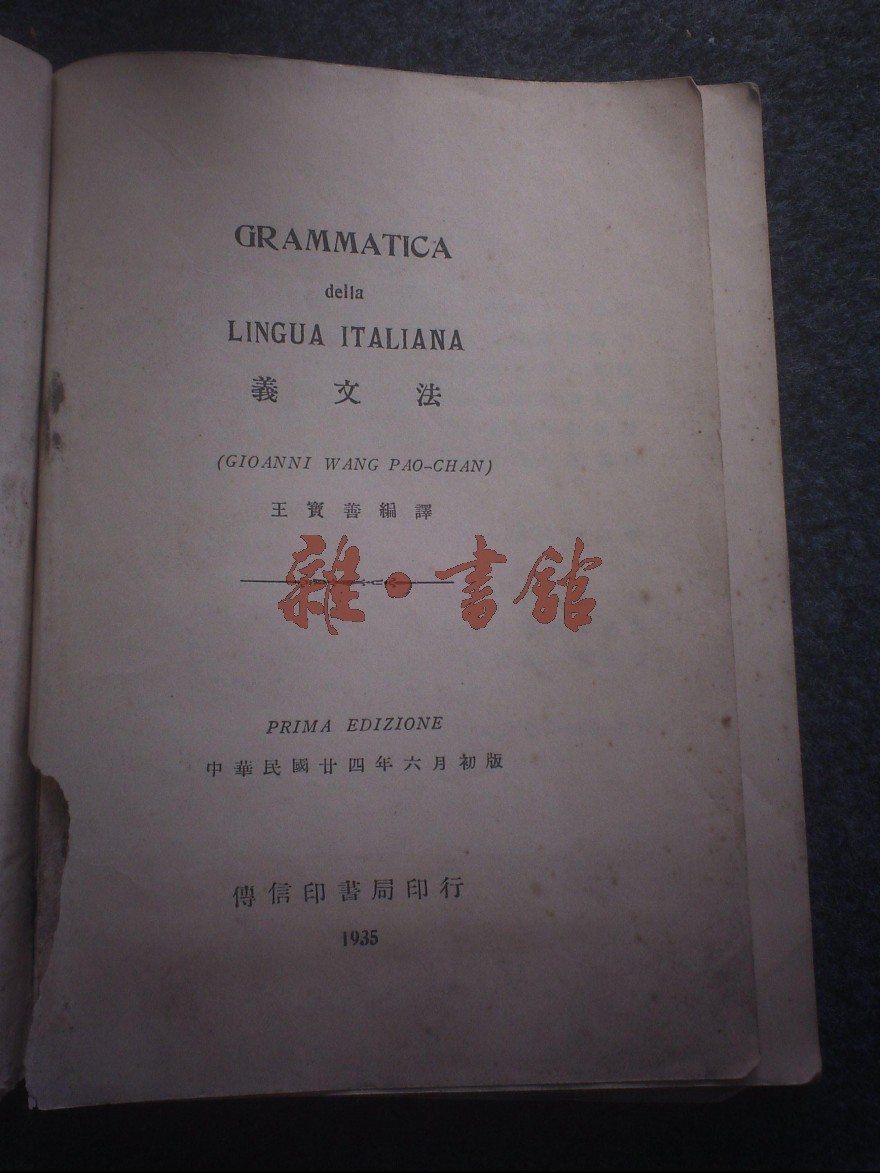 GRAMMATICA
della
LINGUA ITALIANA
義文法
(GIOANNI WANG PAO-CHAN)
王寶善編譯
雜·書館
PRIMA EDIZIONE
中華民國廿四年六月初版
傳信印書局印行
1935